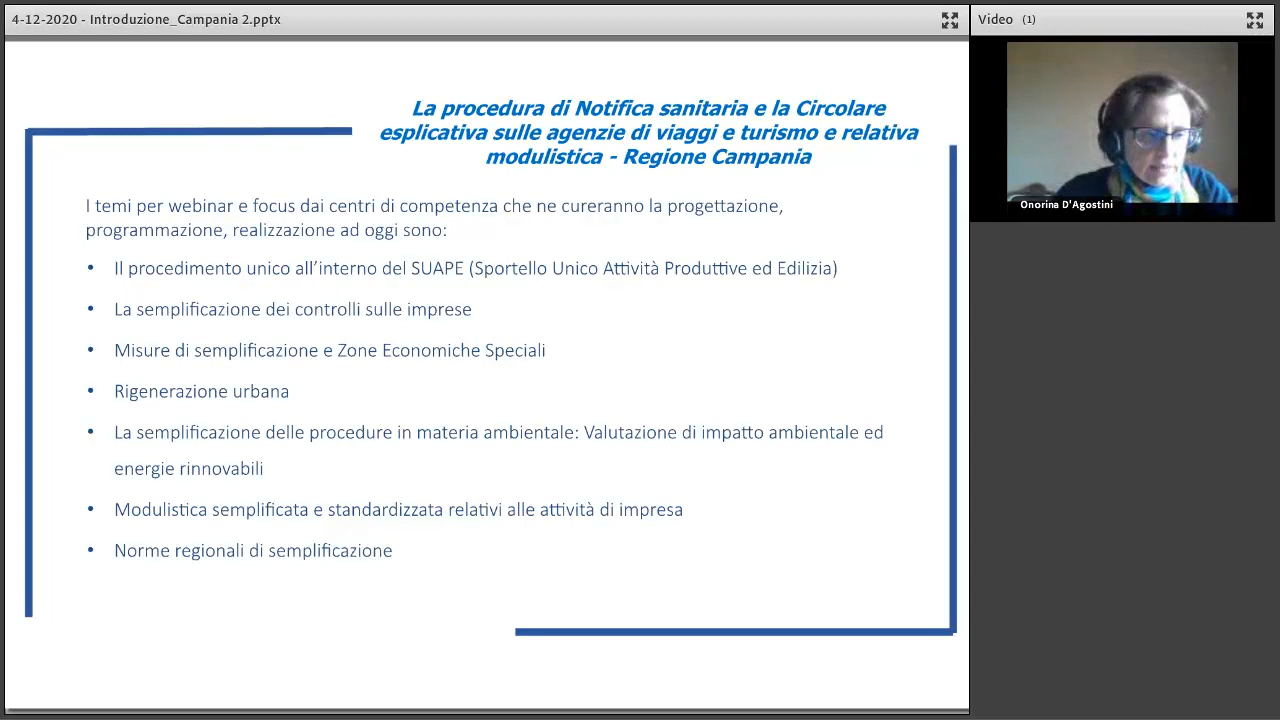 4-12-2020 - Introduzione_Campania 2.pptx
Video (1)
Onorina D'Agostini
La procedura di Notifica sanitaria e la Circolare
esplicativa sulle agenzie di viaggi e turismo e relativa
modulistica - Regione Campania
I temi per webinar e focus dai centri di competenza che ne cureranno la progettazione,
programmazione, realizzazione ad oggi sono:
• Il procedimento unico all’interno del SUAPE (Sportello Unico Attività Produttive ed Edilizia)
• La semplificazione dei controlli sulle imprese
• Misure di semplificazione e Zone Economiche Speciali
• Rigenerazione urbana
• La semplificazione delle procedure in materia ambientale: Valutazione di impatto ambientale ed
energie rinnovabili
• Modulistica semplificata e standardizzata relativi alle attività di impresa
• Norme regionali di semplificazione